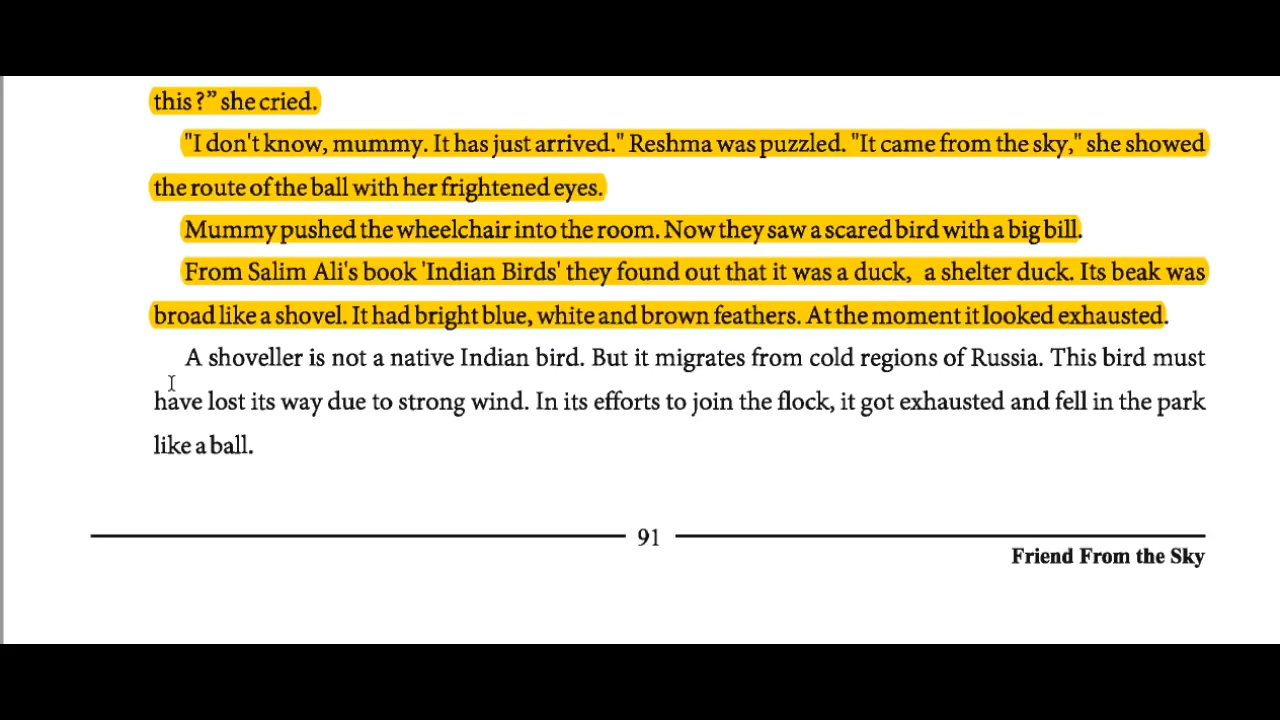 this ?” she cried.
"I don't know, mummy. It has just arrived." Reshma was puzzled. "It came from the sky," she showed
the route of the ball with her frightened eyes.
Mummy pushed the wheelchair into the room. Now they saw a scared bird with a big bill.
From Salim Ali's book 'Indian Birds' they found out that it was a duck, a shelter duck. Its beak was
broad like a shovel. It had bright blue, white and brown feathers. At the moment it looked exhausted.
A shoveller is not a native Indian bird. But it migrates from cold regions of Russia. This bird must
have lost its way due to strong wind. In its efforts to join the flock, it got exhausted and fell in the park
like a ball.
91
Friend From the Sky